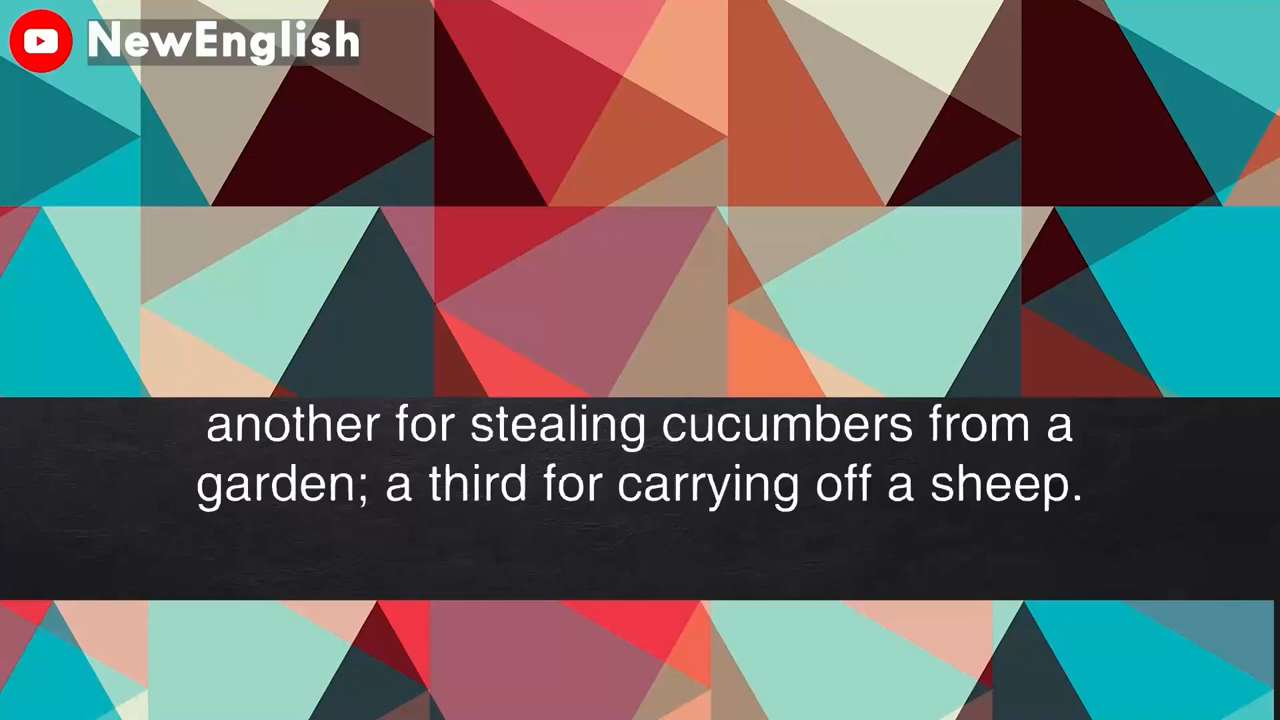 NewEnglish
another for stealing cucumbers from a
garden; a third for carrying off a sheep.